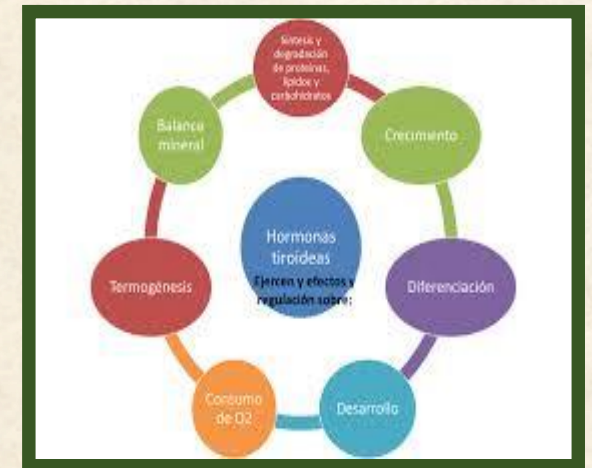 Síntesis y
degradación
de proteínas,
lípidos y
carbohidratos
Crecimiento
Diferenciación
Desarrollo
Consumo
de O2
Termogénesis
Balance
mineral
Hormonas
tiroideas
Ejercen y efectos y
regulación sobre: